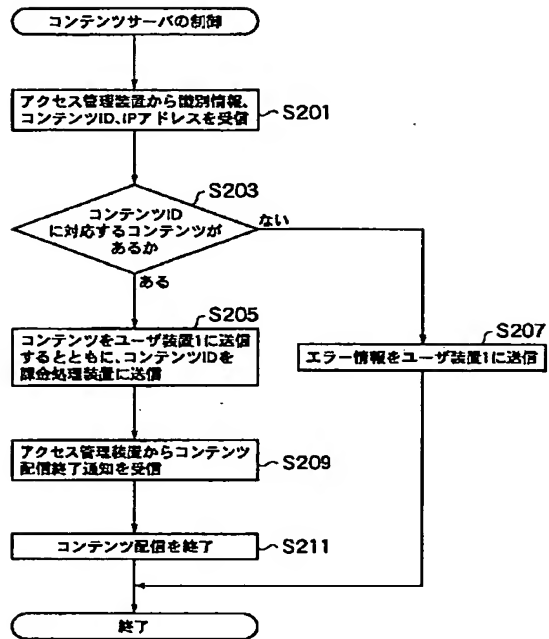 コンテンツサーバの制御
アクセス管理装置から識別情報、
コンテンツID、IPアドレスを受信
S201
S203
コンテンツID
に対応するコンテンツが
あるか
ない
ある
S205
コンテンツをユーザ装置1に送信
するとともに、コンテンツIDを
課金処理装置に送信
S207
エラー情報をユーザ装置1に送信
アクセス管理装置からコンテンツ
配信終了通知を受信
S209
コンテンツ配信を終了
S211
終了